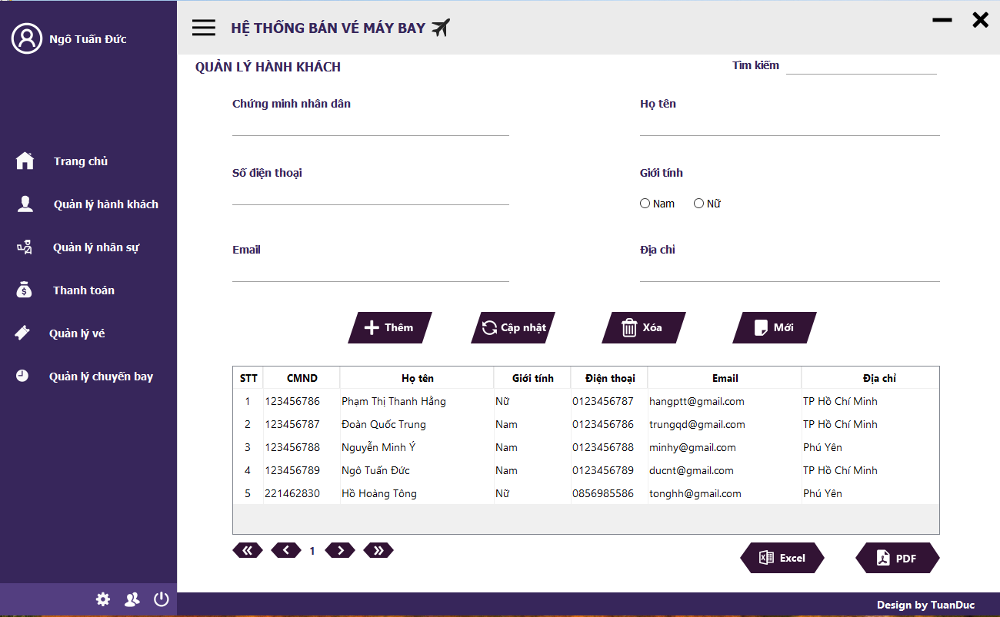 Ngô Tuấn Đức
HỆ THỐNG BÁN VÉ MÁY BAY
QUẢN LÝ HÀNH KHÁCH
Tìm kiếm
Chứng minh nhân dân
Họ tên
Trang chủ
Số điện thoại
Giới tính
Quản lý hành khách
Nam Nữ
Quản lý nhân sự
Email
Địa chỉ
Thanh toán
Quản lý vé
Thêm Cập nhật Xóa Mới
Quản lý chuyến bay
STT CMND Họ tên Giới tính Điện thoại Email Địa chỉ
1 123456786 Phạm Thị Thanh Hằng Nữ 0123456787 hangptt@gmail.com TP Hồ Chí Minh
2 123456787 Đoàn Quốc Trung Nam 0123456786 trungqd@gmail.com TP Hồ Chí Minh
3 123456788 Nguyễn Minh Ý Nam 0123456788 minhy@gmail.com Phú Yên
4 123456789 Ngô Tuấn Đức Nam 0123456789 ducnt@gmail.com TP Hồ Chí Minh
5 221462830 Hồ Hoàng Tông Nữ 0856985586 tonghh@gmail.com Phú Yên
1
Excel PDF
Design by TuanDuc